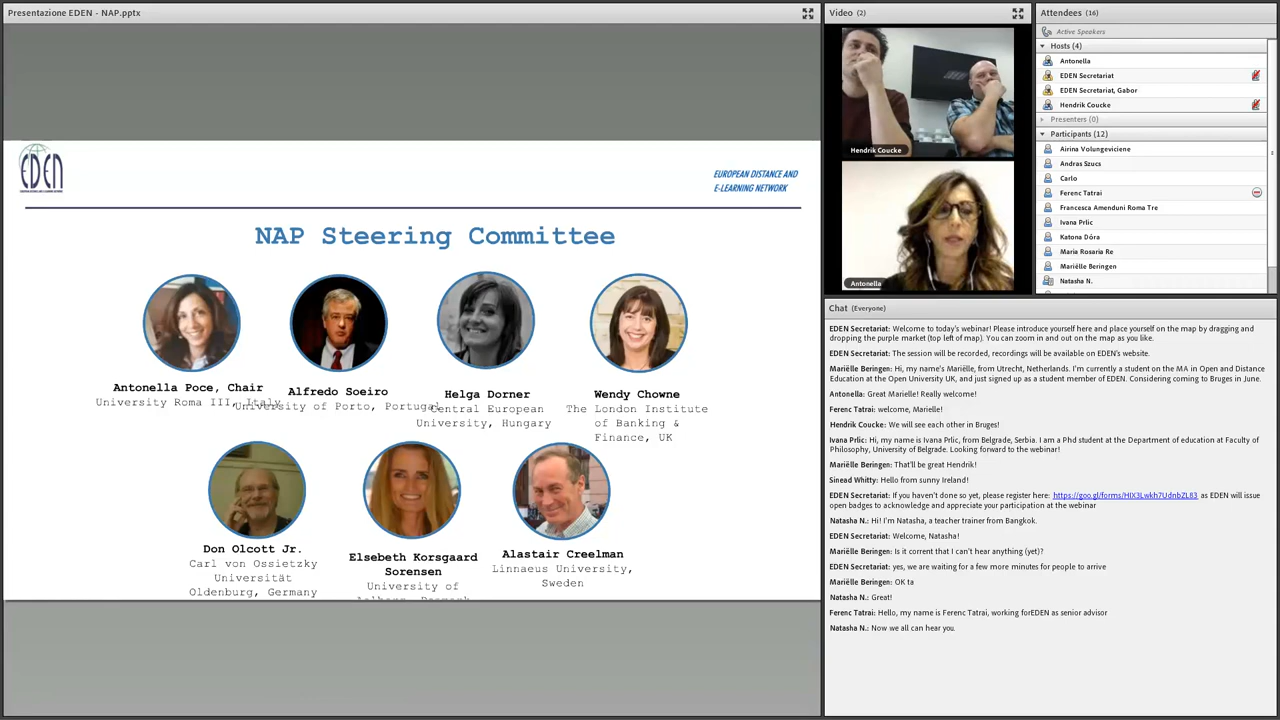 Presentazione EDEN - NAP.pptx
EDEN
EUROPEAN DISTANCE AND
E-LEARNING NETWORK
NAP Steering Committee
Antonella Poce, Chair
University Roma III, Italy
Alfredo Soeiro
University of Porto, Portugal
Helga Dorner
Central European
University, Hungary
Wendy Chowne
The London Institute
of Banking &
Finance, UK
Don Olcott Jr.
Carl von Ossietzky
Universität
Oldenburg, Germany
Elsebeth Korsgaard
Sorensen
University of
Aalborg, Denmark
Alastair Creelman
Linnaeus University,
Sweden
Video (2)
Hendrik Coucke
Antonella
Attendees (16)
Active Speakers
Hosts (4)
Antonella
EDEN Secretariat
EDEN Secretariat, Gabor
Hendrik Coucke
Presenters (0)
Participants (12)
Airina Volungeviciene
Andras Szucs
Carlo
Ferenc Tatrai
Francesca Amenduni Roma Tre
Ivana Prlic
Katona Dóra
Maria Rosaria Re
Mariëlle Beringen
Natasha N.
Chat (Everyone)
EDEN Secretariat: Welcome to today's webinar! Please introduce yourself here and place yourself on the map by dragging and
dropping the purple market (top left of map). You can zoom in and out on the map as you like.
EDEN Secretariat: The session will be recorded, recordings will be available on EDEN's website.
Mariëlle Beringen: Hi, my name's Mariëlle, from Utrecht, Netherlands. I'm currently a student on the MA in Open and Distance
Education at the Open University UK, and just signed up as a student member of EDEN. Considering coming to Bruges in June.
Antonella: Great Marielle! Really welcome!
Ferenc Tatrai: welcome, Marielle!
Hendrik Coucke: We will see each other in Bruges!
Ivana Prlic: Hi, my name is Ivana Prlic, from Belgrade, Serbia. I am a Phd student at the Department of education at Faculty of
Philosophy, University of Belgrade. Looking forward to the webinar!
Mariëlle Beringen: That'll be great Hendrik!
Sinead Whitty: Hello from sunny Ireland!
EDEN Secretariat: If you haven't done so yet, please register here: https://goo.gl/forms/HIX3Lwkh7UdnbZL83 as EDEN will issue
open badges to acknowledge and appreciate your participation at the webinar
Natasha N.: Hi! I'm Natasha, a teacher trainer from Bangkok.
EDEN Secretariat: Welcome, Natasha!
Mariëlle Beringen: Is it corrent that I can't hear anything (yet)?
EDEN Secretariat: yes, we are waiting for a few more minutes for people to arrive
Mariëlle Beringen: OK ta
Natasha N.: Great!
Ferenc Tatrai: Hello, my name is Ferenc Tatrai, working forEDEN as senior advisor
Natasha N.: Now we all can hear you.